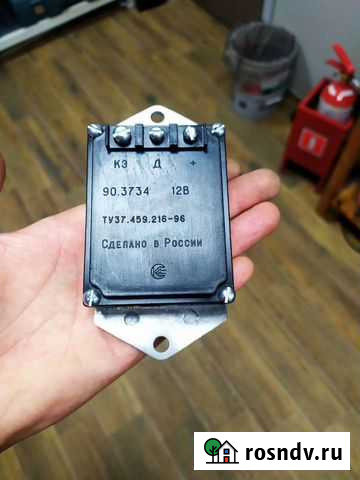 КЗ Д +
90.3734 12В
ТУ37.459.216-96
Сделано в России
rosndv.ru